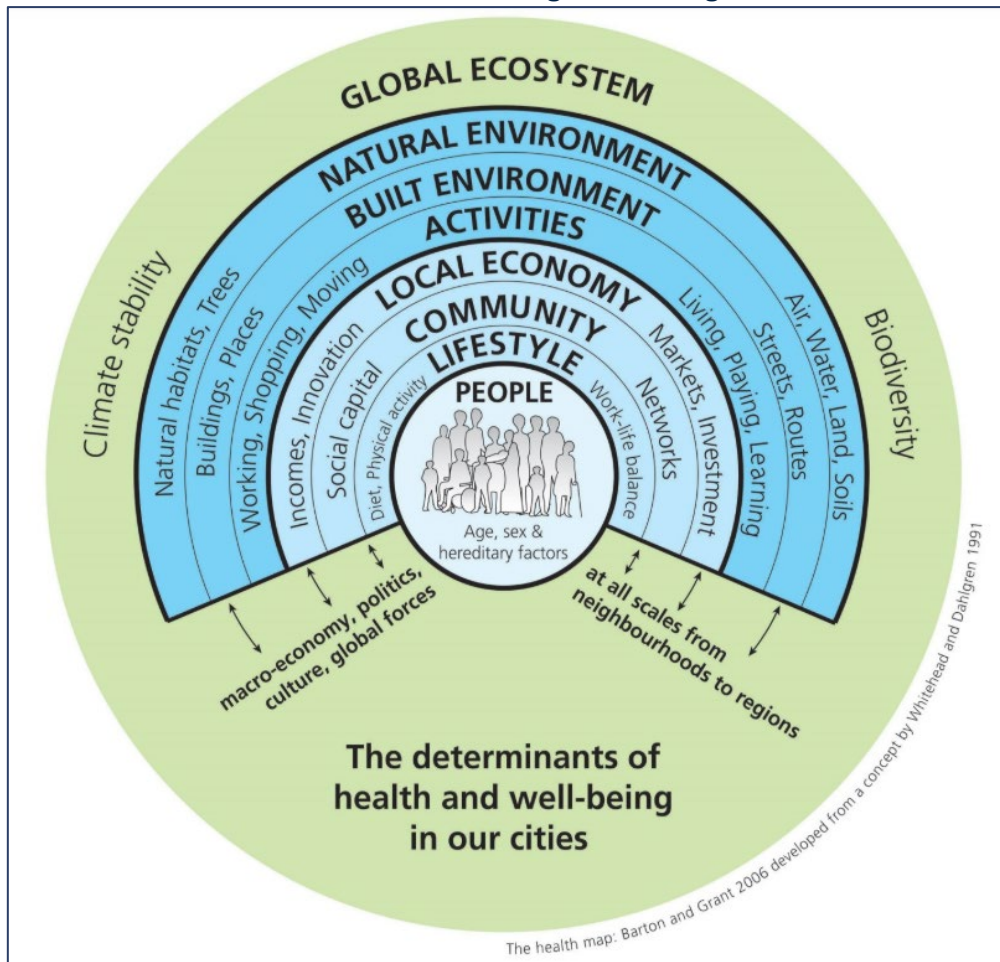 GLOBAL ECOSYSTEM
NATURAL ENVIRONMENT
BUILT ENVIRONMENT
ACTIVITIES
LOCAL ECONOMY
COMMUNITY
LIFESTYLE
PEOPLE
Age, sex &
hereditary factors
Climate stability
Natural habitats, Trees
Buildings, Places
Working, Shopping, Moving
Incomes, Innovation
Social capital
Diet, Physical activity
Work-life balance
Networks
Markets, Investment
Living, Playing, Learning
Streets, Routes
Air, Water, Land, Soils
Biodiversity
macro-economy, politics,
culture, global forces
at all scales from
neighbourhoods to regions
The determinants of
health and well-being
in our cities
The health map: Barton and Grant 2006 developed from a concept by Whitehead and Dahlgren 1991